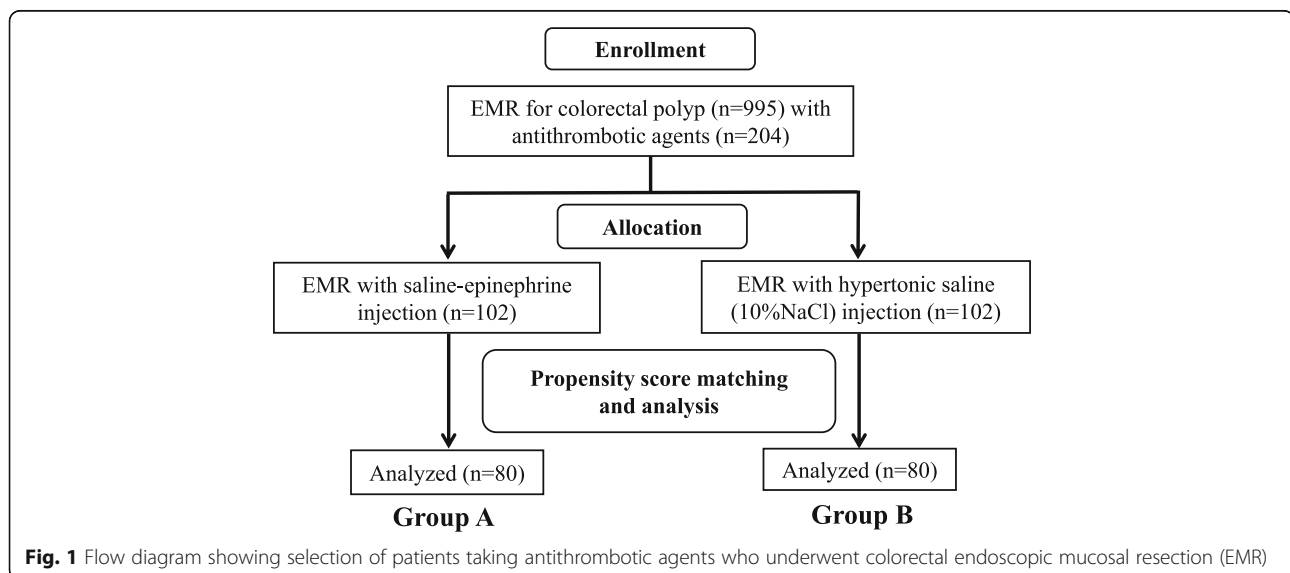 Enrollment
EMR for colorectal polyp (n=995) with
antithrombotic agents (n=204)
Allocation
EMR with saline-epinephrine
injection (n=102)
EMR with hypertonic saline
(10%NaCl) injection (n=102)
Propensity score matching
and analysis
Analyzed (n=80)
Analyzed (n=80)
Group A
Group B
Fig. 1 Flow diagram showing selection of patients taking antithrombotic agents who underwent colorectal endoscopic mucosal resection (EMR)